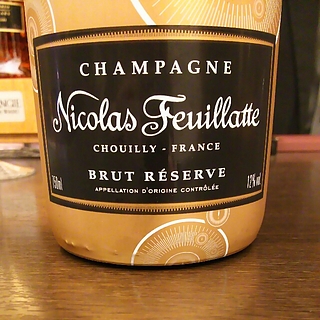 CHAMPAGNE
Nicolas Feuillatte
CHOUILLY - FRANCE
BRUT RÉSERVE
APPELLATION D'ORIGINE CONTRÔLÉE
750ml
12% vol.